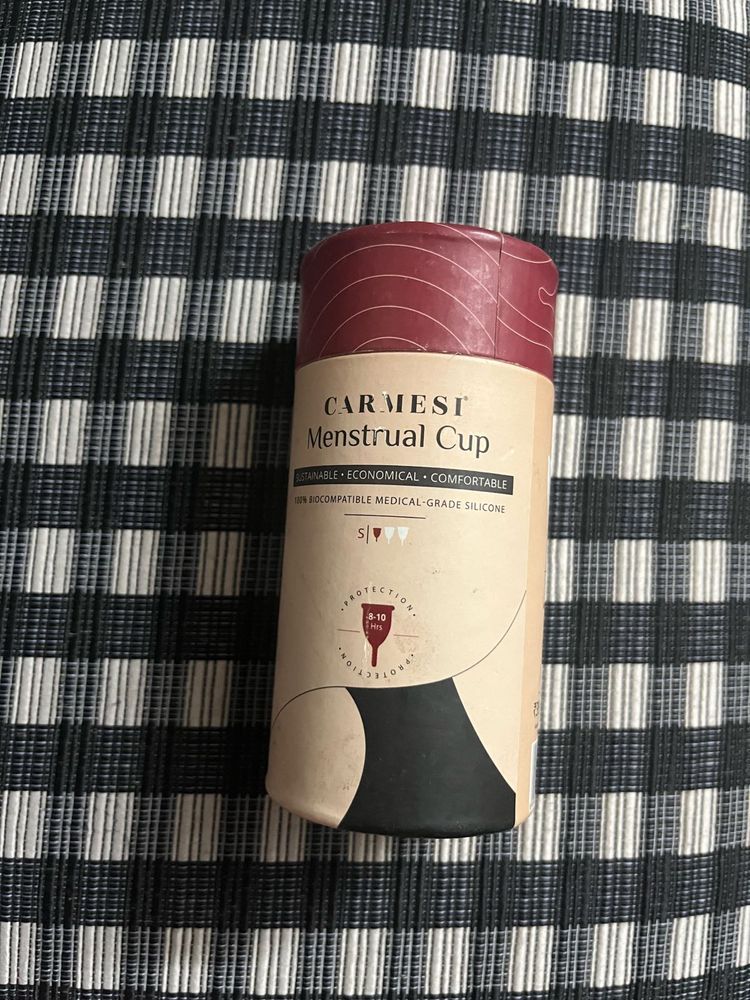 CARMESI
Menstrual Cup
SUSTAINABLE • ECONOMICAL • COMFORTABLE
100% BIOCOMPATIBLE MEDICAL-GRADE SILICONE
S
• PROTECTION •
8-10
Hrs
• PROTECTION •